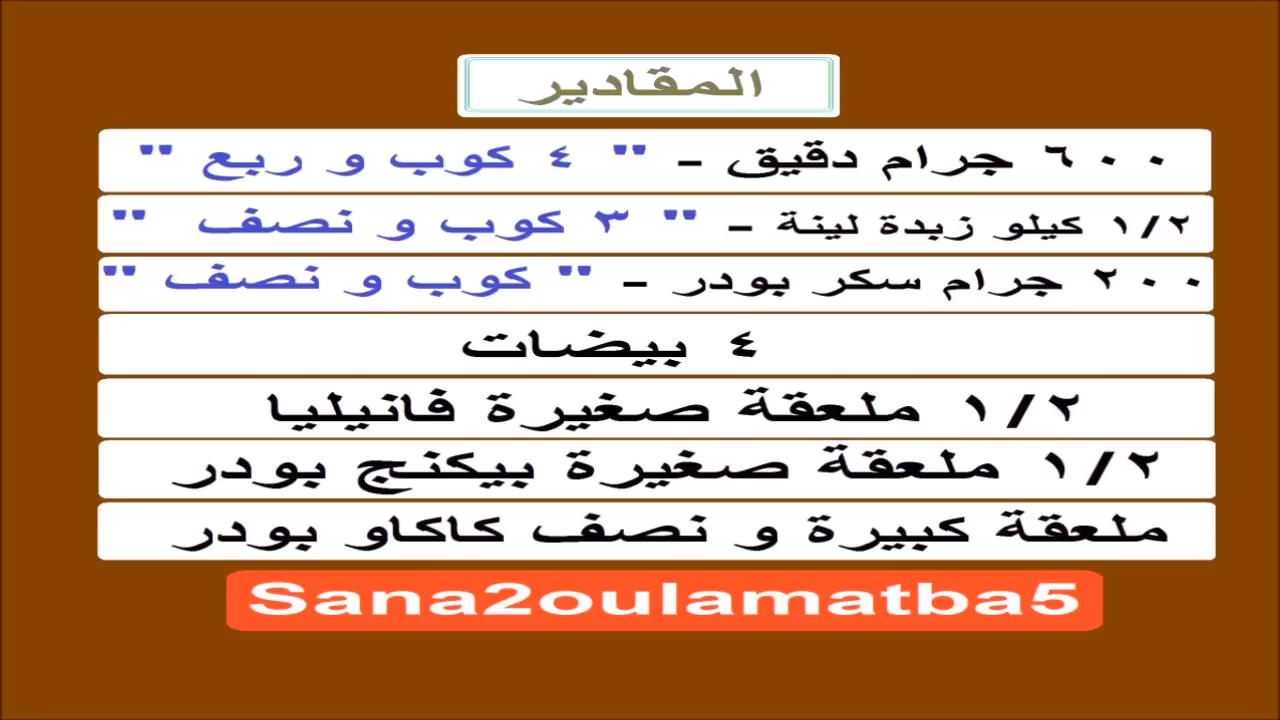 المقادير
٦٠٠ جرام دقيق - " ٤ كوب و ربع "
١/٢ كيلو زبدة لينة - " ٣ كوب و نصف "
٢٠٠ جرام سكر بودر - " كوب و نصف "
٤ بيضات
١/٢ ملعقة صغيرة فانيليا
١/٢ ملعقة صغيرة بيكنج بودر
ملعقة كبيرة و نصف كاكاو بودر
Sana2oulamatba5